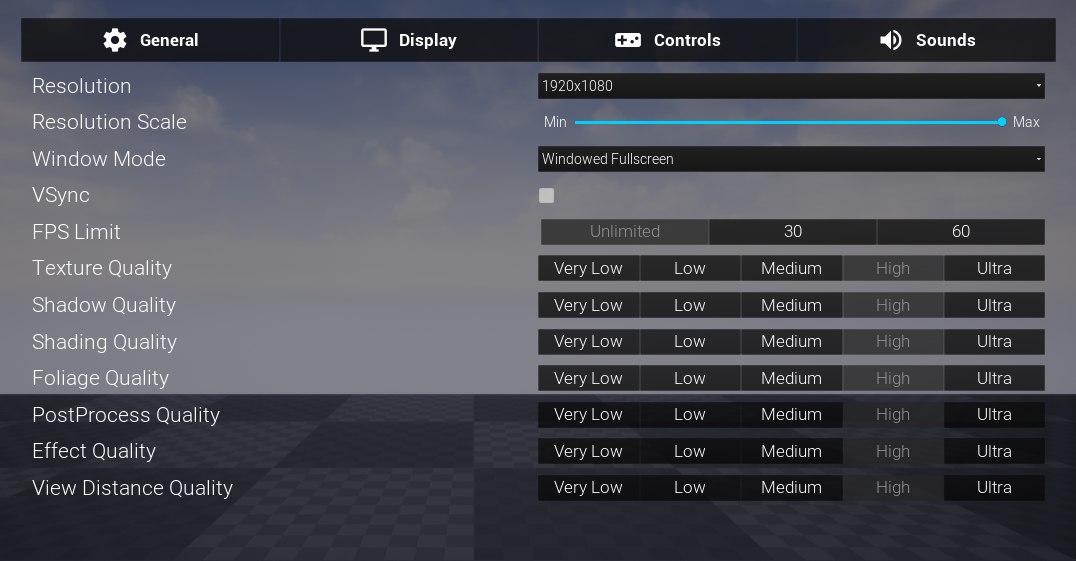 General Display Controls Sounds
Resolution 1920x1080
Resolution Scale Min Max
Window Mode Windowed Fullscreen
VSync
FPS Limit Unlimited 30 60
Texture Quality Very Low Low Medium High Ultra
Shadow Quality Very Low Low Medium High Ultra
Shading Quality Very Low Low Medium High Ultra
Foliage Quality Very Low Low Medium High Ultra
PostProcess Quality Very Low Low Medium High Ultra
Effect Quality Very Low Low Medium High Ultra
View Distance Quality Very Low Low Medium High Ultra